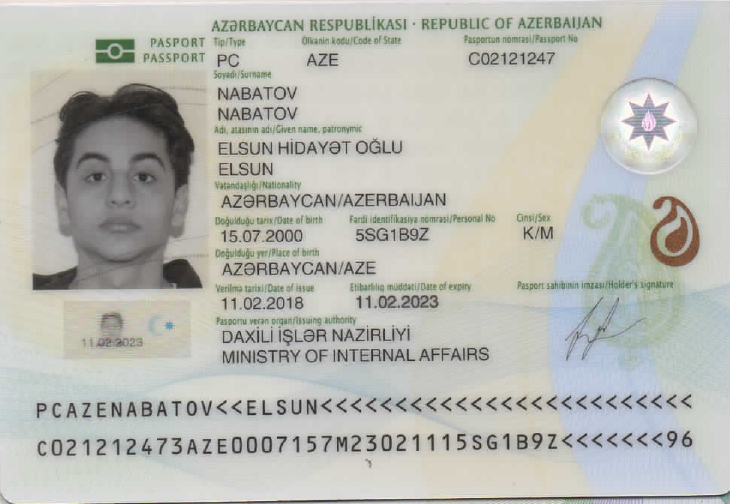 AZƏRBAYCAN RESPUBLİKASI · REPUBLIC OF AZERBAIJAN
PASPORT
PASSPORT
Tip/Type Ölkənin kodu/Code of State Pasportun nömrəsi/Passport No
PC AZE C02121247
Soyadı/Surname
NABATOV
NABATOV
Adı, atasının adı/Given name, patronymic
ELSUN HİDAYƏT OĞLU
ELSUN
Vətəndaşlığı/Nationality
AZƏRBAYCAN/AZERBAIJAN
Doğulduğu tarix/Date of birth Fərdi identifikasiya nömrəsi/Personal No Cinsi/Sex
15.07.2000 5SG1B9Z K/M
Doğulduğu yer/Place of birth
AZƏRBAYCAN/AZE
Verilmə tarixi/Date of issue Etibarlılıq müddəti/Date of expiry Pasport sahibinin imzası/Holder's signature
11.02.2018 11.02.2023
Pasportu verən orqan/Issuing authority
DAXİLİ İŞLƏR NAZİRLİYİ
MINISTRY OF INTERNAL AFFAIRS
11.02.2023
PCAZENABATOV<<ELSUN<<<<<<<<<<<<<<<<<<<<<<<<<
C021212473AZE0007157M23021115SG1B9Z<<<<<<<96